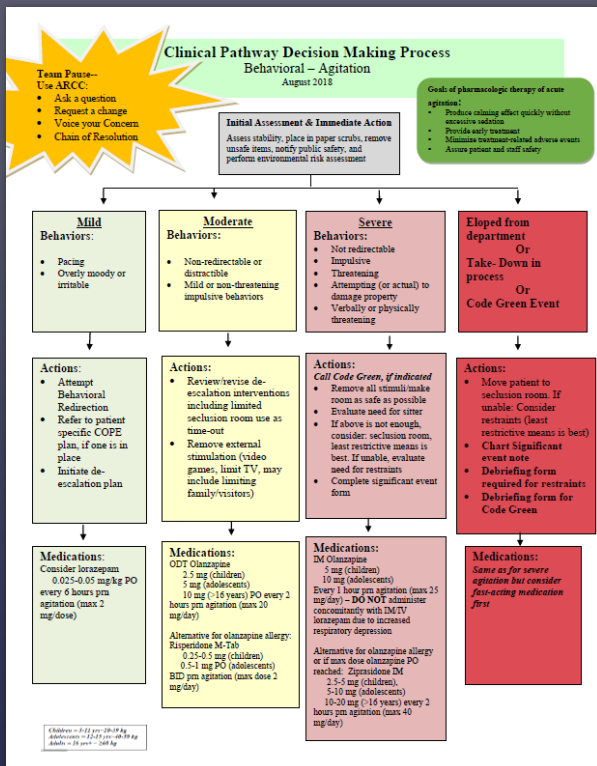 Clinical Pathway Decision Making Process
Behavioral – Agitation
August 2018
Team Pause--
Use ARCC:
• Ask a question
• Request a change
• Voice your Concern
• Chain of Resolution
Goals of pharmacologic therapy of acute
agitation:
• Produce calming effect quickly without
excessive sedation
• Provide early treatment
• Minimize treatment-related adverse events
• Assure patient and staff safety
Initial Assessment & Immediate Action
Assess stability, place in paper scrubs, remove
unsafe items, notify public safety, and
perform environmental risk assessment
Mild
Behaviors:
• Pacing
• Overly moody or
irritable
Moderate
Behaviors:
• Non-redirectable or
distractible
• Mild or non-threatening
impulsive behaviors
Severe
Behaviors:
• Not redirectable
• Impulsive
• Threatening
• Attempting (or actual) to
damage property
• Verbally or physically
threatening
Eloped from
department
Or
Take- Down in
process
Or
Code Green Event
Actions:
• Attempt
Behavioral
Redirection
• Refer to patient
specific COPE
plan, if one is in
place
• Initiate de-
escalation plan
Actions:
• Review/revise de-
escalation interventions
including limited
seclusion room use as
time-out
• Remove external
stimulation (video
games, limit TV, may
include limiting
family/visitors)
Actions:
Call Code Green, if indicated
• Remove all stimuli/make
room as safe as possible
• Evaluate need for sitter
• If above is not enough,
consider: seclusion room,
least restrictive means is
best. If unable, evaluate
need for restraints
• Complete significant event
form
Actions:
• Move patient to
seclusion room. If
unable: Consider
restraints (least
restrictive means is best)
• Chart Significant
event note
• Debriefing form
required for restraints
• Debriefing form for
Code Green
Medications:
Consider lorazepam
0.025-0.05 mg/kg PO
every 6 hours prn
agitation (max 2
mg/dose)
Medications:
ODT Olanzapine
2.5 mg (children)
5 mg (adolescents)
10 mg (>16 years) PO every 2
hours prn agitation (max 20
mg/day)
Alternative for olanzapine allergy:
Risperidone M-Tab
0.25-0.5 mg (children)
0.5-1 mg PO (adolescents)
BID prn agitation (max dose 2
mg/day)
Medications:
IM Olanzapine
5 mg (children)
10 mg (adolescents)
Every 1 hour prn agitation (max 25
mg/day) – DO NOT administer
concomitantly with IM/IV
lorazepam due to increased
respiratory depression
Alternative for olanzapine allergy
or if max dose olanzapine PO
reached: Ziprasidone IM
2.5-5 mg (children),
5-10 mg (adolescents)
10-20 mg (>16 years) every 2
hours prn agitation (max 40
mg/day)
Medications:
Same as for severe
agitation but consider
fast-acting medication
first
Children = 5-11 yrs
Adolescents = 12-15 yrs
Adults = 16 yrs+